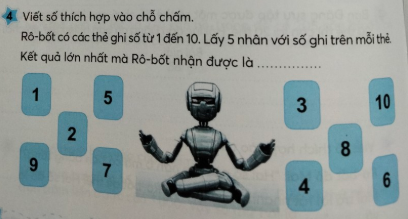 4 Viết số thích hợp vào chỗ chấm.
Rô-bốt có các thẻ ghi số từ 1 đến 10. Lấy 5 nhân với số ghi trên mỗi thẻ.
Kết quả lớn nhất mà Rô-bốt nhận được là ...............
1 5 3 10
2 8
9 7 4 6